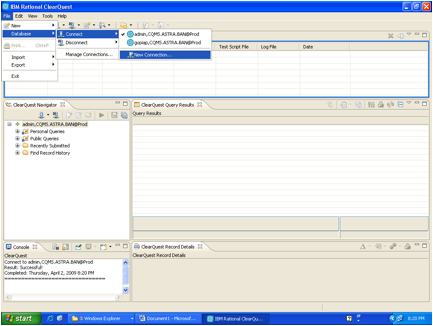 IBM Rational ClearQuest
File Edit View Tools Window Help
New
Database
Print... Ctrl+P
Import
Export
Exit
Connect
Disconnect
Manage Connections...
admin,CQMS.ASTRA.BAN@Prod
gopiap,CQMS.ASTRA.BAN@Prod
New Connection...
Test Script File Log File Date
ClearQuest Navigator
admin,CQMS.ASTRA.BAN@Prod
Personal Queries
Public Queries
Recently Submitted
Find Record History
ClearQuest Query Results
Query Results
Console
ClearQuest
Connect to admin,CQMS.ASTRA.BAN@Prod
Result: Successful!
Completed: Thursday, April 2, 2009 8:20 PM
========================================
ClearQuest Record Details
ClearQuest Record Details
start
5 Windows Explorer
Document1 - Microsof...
IBM Rational ClearQu...
8:20 PM